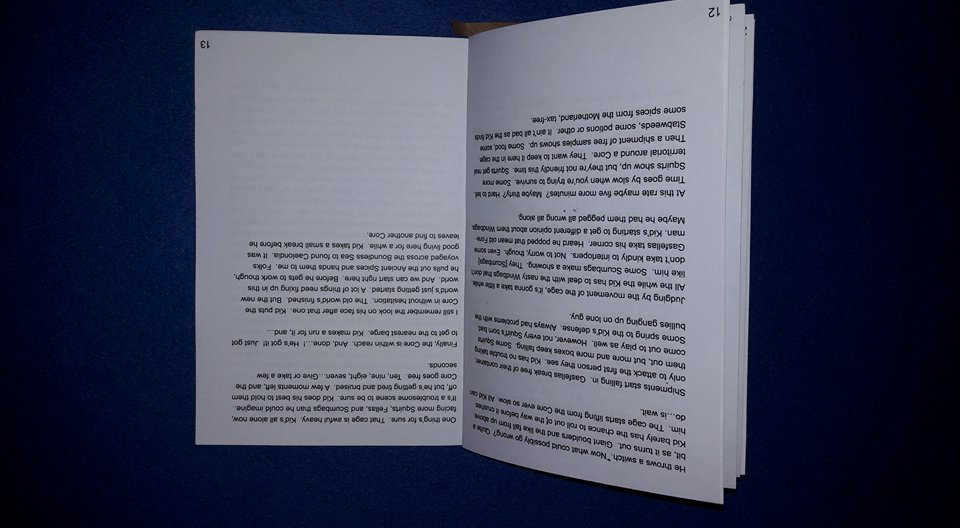 He throws a switch. "Now what could possibly go wrong? Quite a
bit, as it turns out. Giant boulders and the like fall from up above,
Kid barely has the chance to roll out of the way before it crushes
him. The cage starts lifting from the Core ever so slow. All Kid can
do…is wait.
Shipments start falling in. Gasfellas break free of their container,
only to attack the first person they see. Kid has no trouble taking
them out, but more and more boxes keep falling. Some Squirts
come out to play as well. However, not every Squirt's born bad
Some spring to the Kid's defense. Always had problems with the
bullies ganging up on lone guy.
Judging by the movement of the cage, it's gonna take a little while
All the while the Kid has to deal with the nasty Windbags that don't
like him. Some Scumbags make a showing. They [Scumbags]
don't take kindly to interlopers. Not to worry, though. Even some
Gasfellas take his corner. Heard he popped that mean old Fore-
man. Kid's starting to get a different opinion about them Windbags.
Maybe he had them pegged all wrong all along.
At this rate maybe five more minutes? Maybe thirty? Hard to tell,
Time goes by slow when you're trying to survive. Some more
Squirts show up, but they're not friendly this time. Squirts get real
territorial around a Core. They want to keep it here in the cage.
Then a shipment of free samples shows up. Some food, some
Stabweeds, some potions or other. It ain't all bad as the Kid finds
some spices from the Motherland, tax-free.
12
One thing's for sure. That cage is awful heavy. Kid's all alone now,
facing more Squirts, Fellas, and Scumbags than he could imagine.
It's a troublesome scene to be sure. Kid does his best to hold them
off, but he's getting tired and bruised. A few moments left, and the
Core goes free. Ten, nine, eight, seven…Give or take a few
seconds.
Finally, the Core is within reach. And, done…! He's got it! Just got
to get to the nearest barge. Kid makes a run for it, and…
I still remember the look on his face after that one. Kid puts the
Core in without hesitation. The old world's finished. But the new
world's just getting started. A lot of things need fixing up in this
world. And we can start right here. Before he gets to work though,
he pulls out the Ancient Spices and hands them to me. Folks
voyaged across the Boundless Sea to found Caelondia. It was
good living here for a while. Kid takes a small break before he
leaves to find another Core.
13